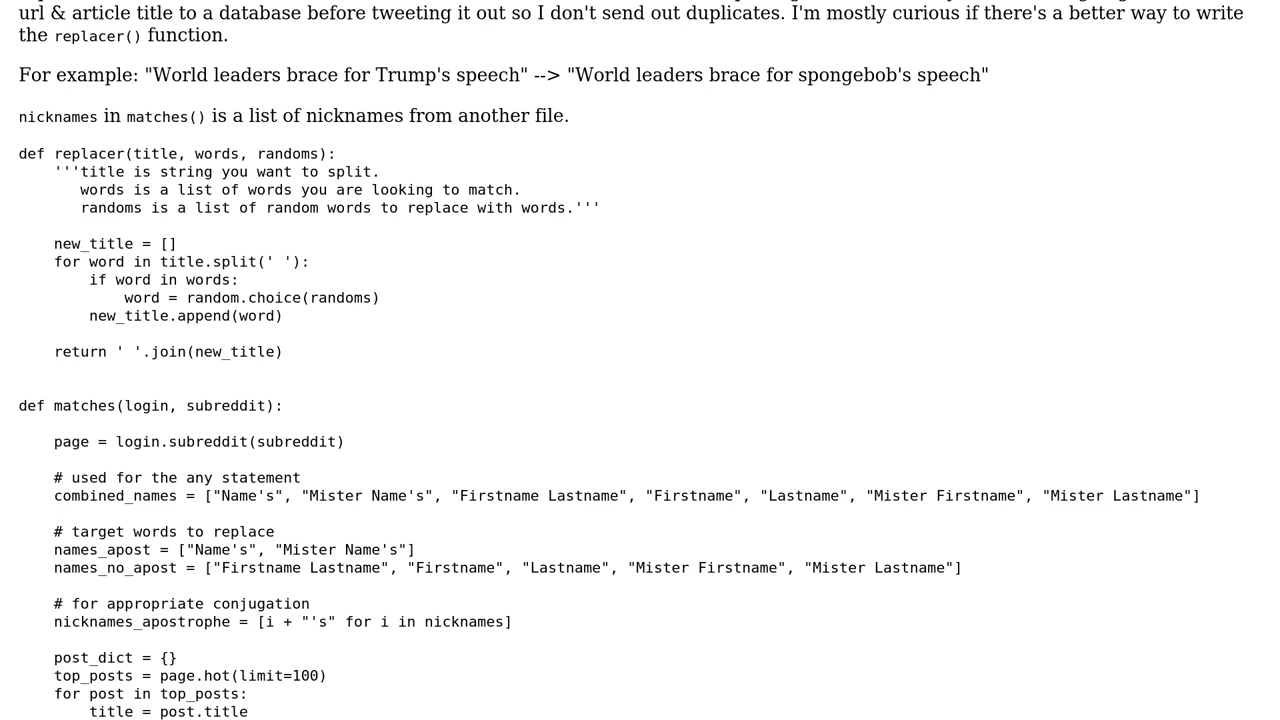 url & article title to a database before tweeting it out so I don't send out duplicates. I'm mostly curious if there's a better way to write
the replacer() function.
For example: "World leaders brace for Trump's speech" --> "World leaders brace for spongebob's speech"
nicknames in matches() is a list of nicknames from another file.
def replacer(title, words, randoms):
    '''title is string you want to split.
       words is a list of words you are looking to match.
       randoms is a list of random words to replace with words.'''
    new_title = []
    for word in title.split(' '):
        if word in words:
            word = random.choice(randoms)
        new_title.append(word)
    return ' '.join(new_title)
def matches(login, subreddit):
    page = login.subreddit(subreddit)
    # used for the any statement
    combined_names = ["Name's", "Mister Name's", "Firstname Lastname", "Firstname", "Lastname", "Mister Firstname", "Mister Lastname"]
    # target words to replace
    names_apost = ["Name's", "Mister Name's"]
    names_no_apost = ["Firstname Lastname", "Firstname", "Lastname", "Mister Firstname", "Mister Lastname"]
    # for appropriate conjugation
    nicknames_apostrophe = [i + "'s" for i in nicknames]
    post_dict = {}
    top_posts = page.hot(limit=100)
    for post in top_posts:
        title = post.title